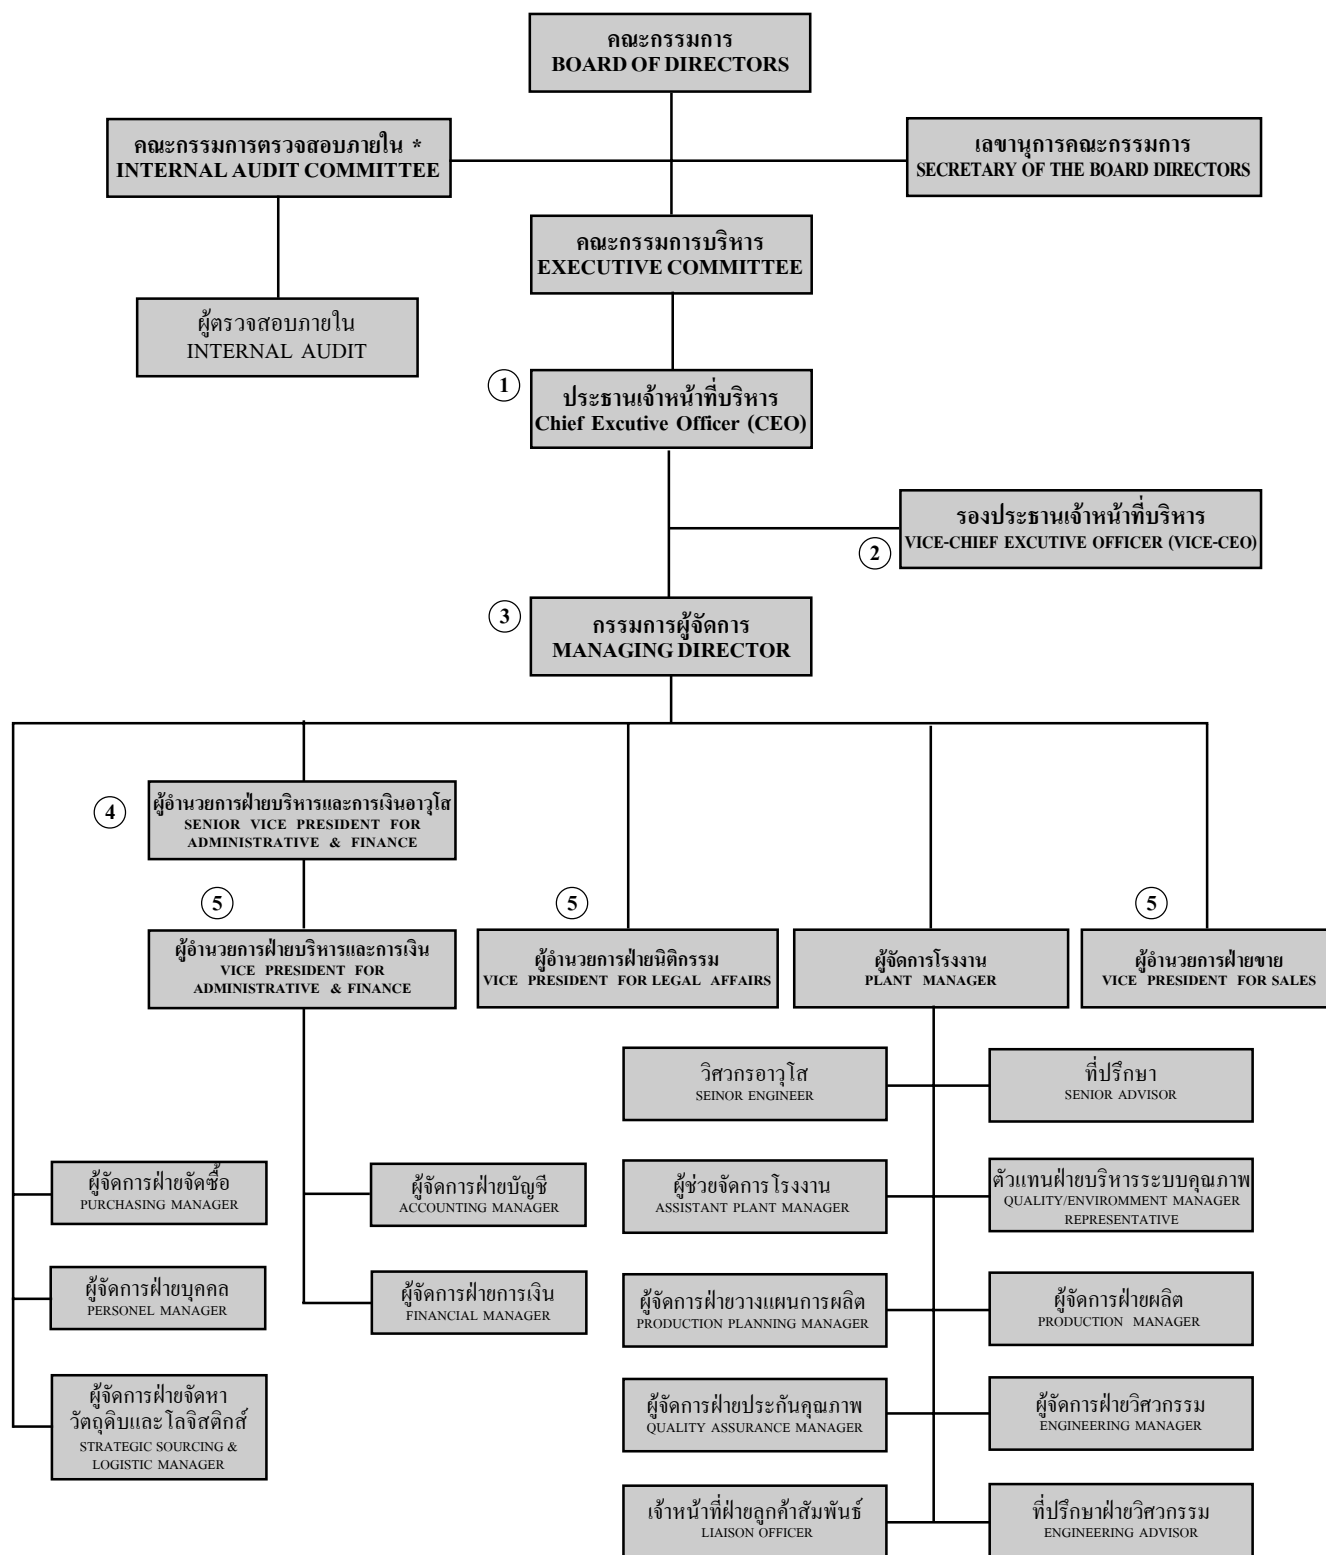 คณะกรรมการ
BOARD OF DIRECTORS
คณะกรรมการตรวจสอบภายใน *
INTERNAL AUDIT COMMITTEE
เลขานุการคณะกรรมการ
SECRETARY OF THE BOARD DIRECTORS
คณะกรรมการบริหาร
EXECUTIVE COMMITTEE
ผู้ตรวจสอบภายใน
INTERNAL AUDIT
1
ประธานเจ้าหน้าที่บริหาร
Chief Excutive Officer (CEO)
รองประธานเจ้าหน้าที่บริหาร
VICE-CHIEF EXCUTIVE OFFICER (VICE-CEO)
2
3
กรรมการผู้จัดการ
MANAGING DIRECTOR
4
ผู้อำนวยการฝ่ายบริหารและการเงินอาวุโส
SENIOR VICE PRESIDENT FOR
ADMINISTRATIVE & FINANCE
5
ผู้อำนวยการฝ่ายบริหารและการเงิน
VICE PRESIDENT FOR
ADMINISTRATIVE & FINANCE
5
ผู้อำนวยการฝ่ายนิติกรรม
VICE PRESIDENT FOR LEGAL AFFAIRS
ผู้จัดการโรงงาน
PLANT MANAGER
5
ผู้อำนวยการฝ่ายขาย
VICE PRESIDENT FOR SALES
วิศวกรอาวุโส
SEINOR ENGINEER
ที่ปรึกษา
SENIOR ADVISOR
ผู้จัดการฝ่ายจัดซื้อ
PURCHASING MANAGER
ผู้จัดการฝ่ายบัญชี
ACCOUNTING MANAGER
ผู้ช่วยจัดการโรงงาน
ASSISTANT PLANT MANAGER
ตัวแทนฝ่ายบริหารระบบคุณภาพ
QUALITY/ENVIROMMENT MANAGER
REPRESENTATIVE
ผู้จัดการฝ่ายบุคคล
PERSONEL MANAGER
ผู้จัดการฝ่ายการเงิน
FINANCIAL MANAGER
ผู้จัดการฝ่ายวางแผนการผลิต
PRODUCTION PLANNING MANAGER
ผู้จัดการฝ่ายผลิต
PRODUCTION MANAGER
ผู้จัดการฝ่ายจัดหา
วัตถุดิบและโลจิสติกส์
STRATEGIC SOURCING &
LOGISTIC MANAGER
ผู้จัดการฝ่ายประกันคุณภาพ
QUALITY ASSURANCE MANAGER
ผู้จัดการฝ่ายวิศวกรรม
ENGINEERING MANAGER
เจ้าหน้าที่ฝ่ายลูกค้าสัมพันธ์
LIAISON OFFICER
ที่ปรึกษาฝ่ายวิศวกรรม
ENGINEERING ADVISOR